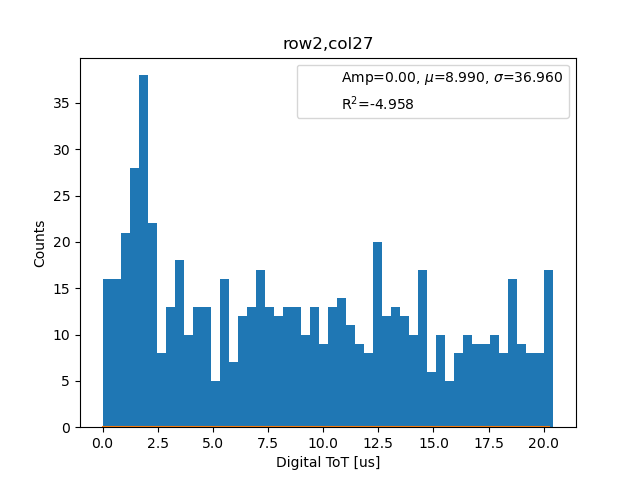 row2,col27
Amp=0.00, μ=8.990, σ=36.960
R²=-4.958
Counts
35
30
25
20
15
10
5
0
0.0 2.5 5.0 7.5 10.0 12.5 15.0 17.5 20.0
Digital ToT [us]